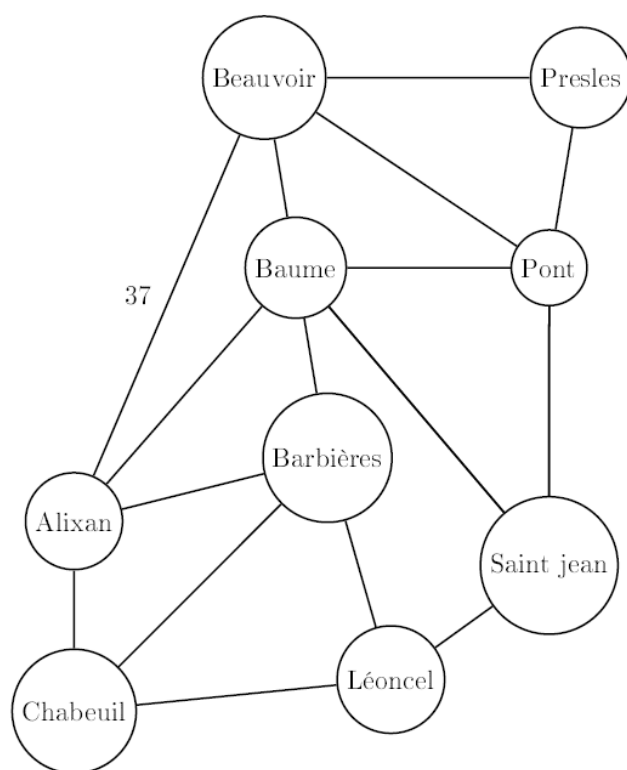 Beauvoir
Presles
Baume
Pont
37
Barbières
Alixan
Saint jean
Léoncel
Chabeuil